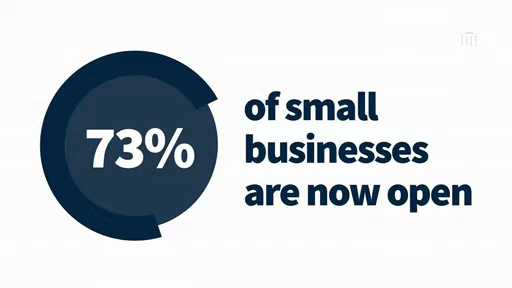 73%
of small
businesses
are now open